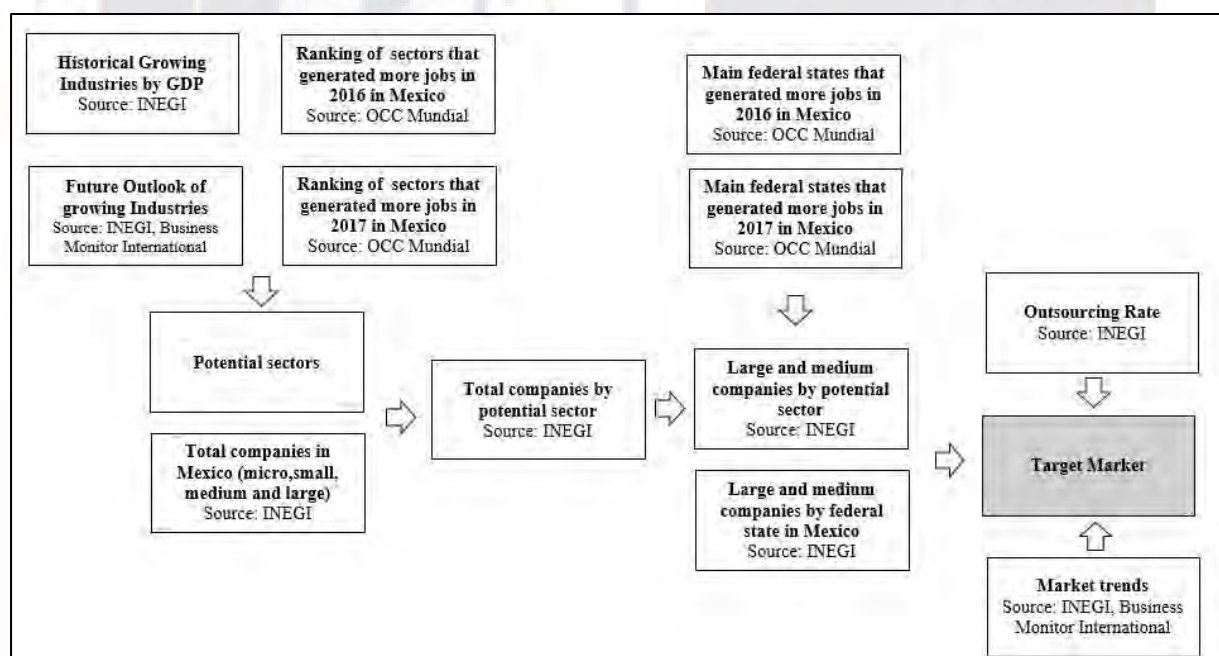 Historical Growing
Industries by GDP
Source: INEGI
Ranking of sectors that
generated more jobs in
2016 in Mexico
Source: OCC Mundial
Main federal states that
generated more jobs in
2016 in Mexico
Source: OCC Mundial
Future Outlook of
growing Industries
Source: INEGI, Business
Monitor International
Ranking of sectors that
generated more jobs in
2017 in Mexico
Source: OCC Mundial
Main federal states that
generated more jobs in
2017 in Mexico
Source: OCC Mundial
Potential sectors
Total companies in
Mexico (micro,small,
medium and large)
Source: INEGI
Total companies by
potential sector
Source: INEGI
Large and medium
companies by potential
sector
Source: INEGI
Large and medium
companies by federal
state in Mexico
Source: INEGI
Outsourcing Rate
Source: INEGI
Target Market
Market trends
Source: INEGI, Business
Monitor International